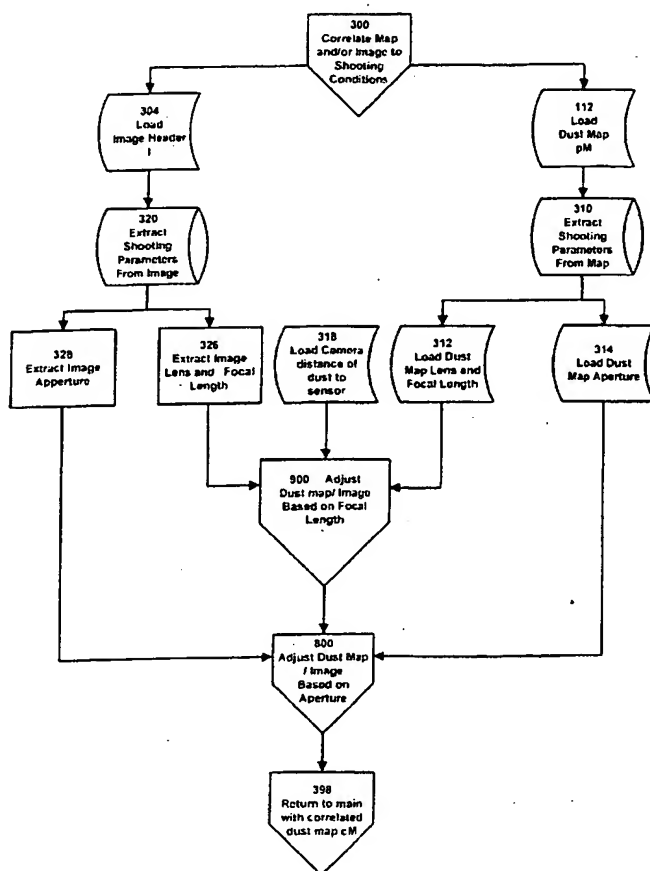 300
Correlate Map
and/or Image to
Shooting
Conditions
304
Load
Image Header
I
112
Load
Dust Map
pM
320
Extract
Shooting
Parameters
From Image
310
Extract
Shooting
Parameters
From Map
328
Extract Image
Apperture
326
Extract Image
Lens and Focal
Length
318
Load Camera
distance of
dust to
sensor
312
Load Dust
Map Lens and
Focal Length
314
Load Dust
Map Aperture
900 Adjust
Dust map/ Image
Based on Focal
Length
800
Adjust Dust Map
/ Image
Based on
Aperture
398
Return to main
with correlated
dust map cM